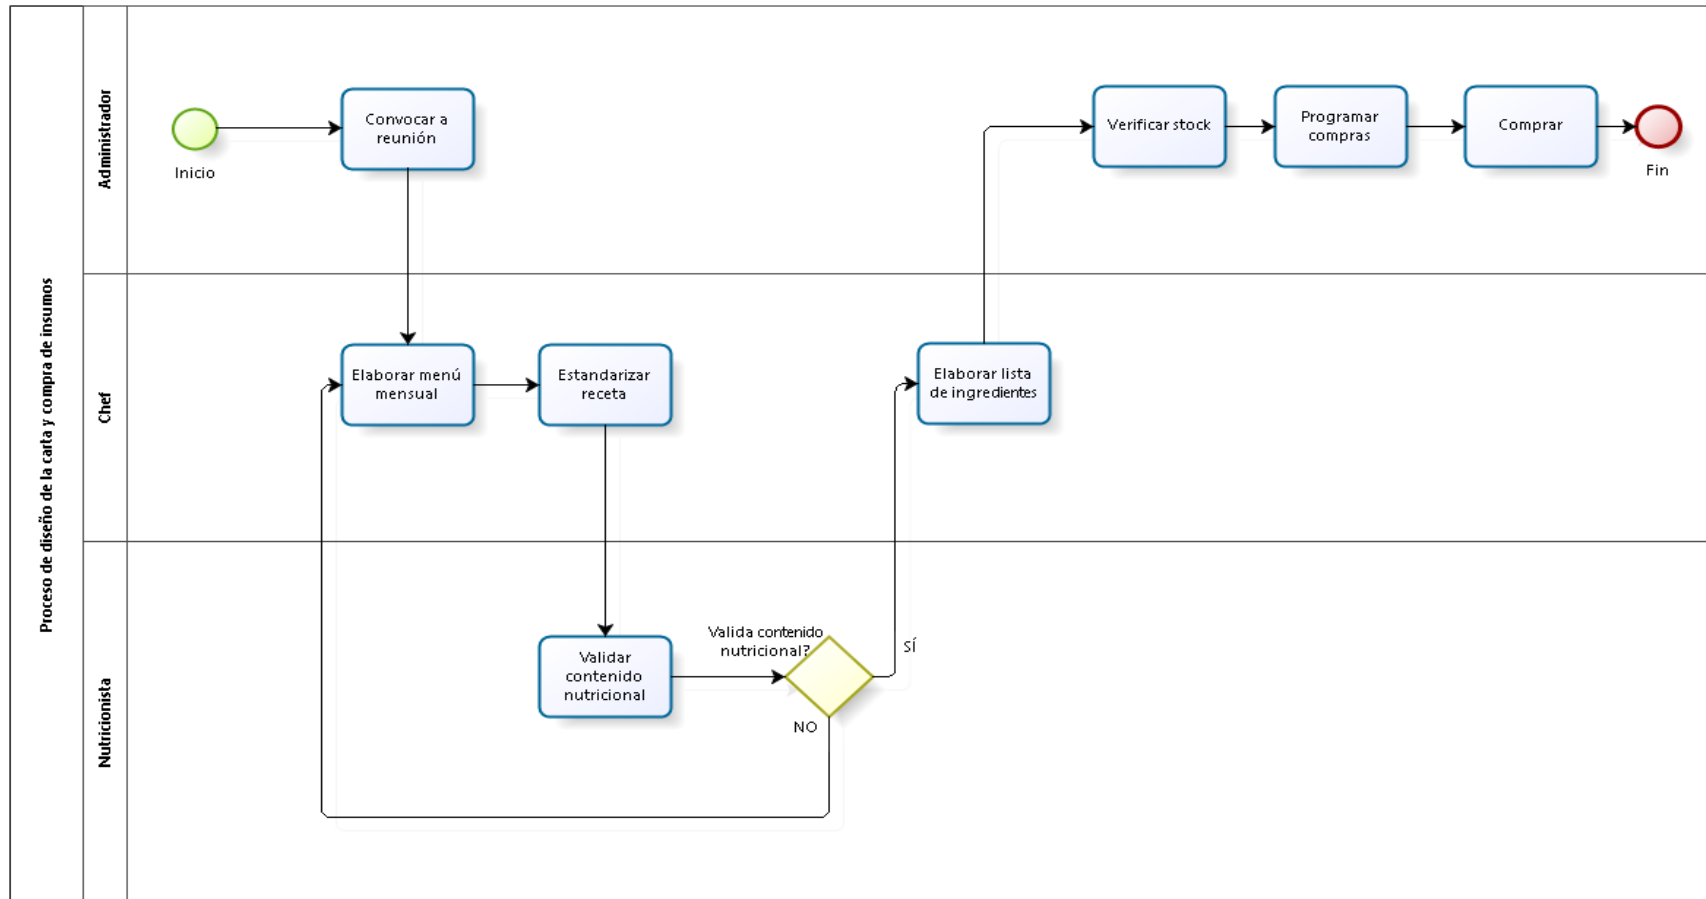 Proceso de diseño de la carta y compra de insumos
Administrador
Inicio
Convocar a
reunión
Verificar stock
Programar
compras
Comprar
Fin
Chef
Elaborar menú
mensual
Estandarizar
receta
Elaborar lista
de ingredientes
Nutricionista
Validar
contenido
nutricional
Valida contenido
nutricional?
SÍ
NO